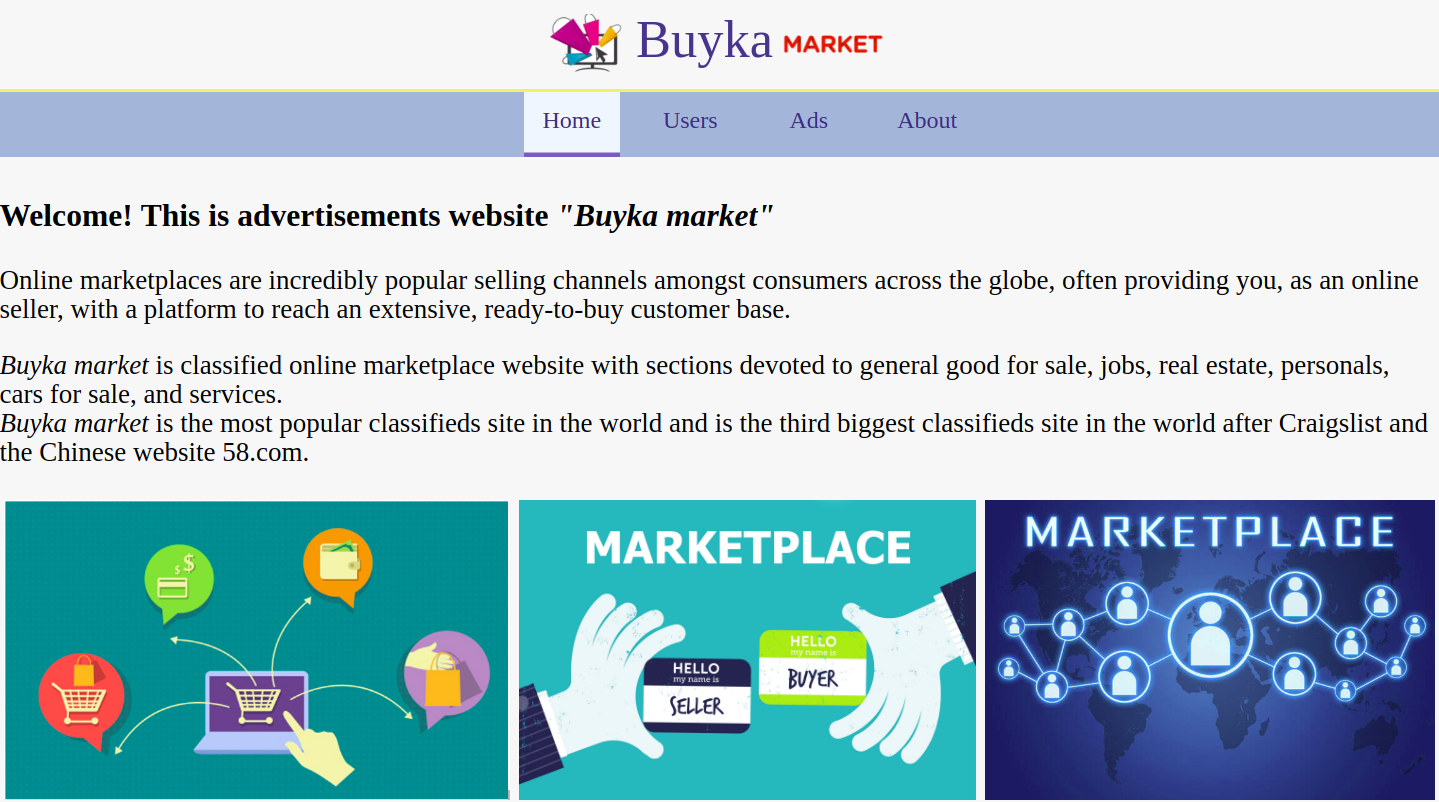 Buyka MARKET
Home Users Ads About
Welcome! This is advertisements website "Buyka market"
Online marketplaces are incredibly popular selling channels amongst consumers across the globe, often providing you, as an online
seller, with a platform to reach an extensive, ready-to-buy customer base.
Buyka market is classified online marketplace website with sections devoted to general good for sale, jobs, real estate, personals,
cars for sale, and services.
Buyka market is the most popular classifieds site in the world and is the third biggest classifieds site in the world after Craigslist and
the Chinese website 58.com.
$ $
MARKETPLACE
HELLO
my name is
SELLER
HELLO
my name is
BUYER
MARKETPLACE